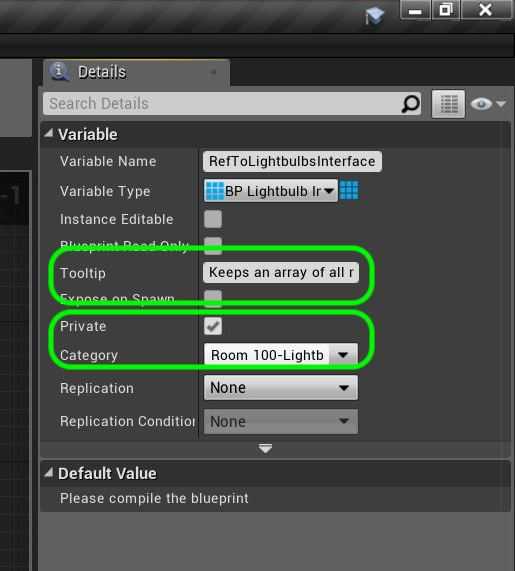 Details
Search Details
Variable
Variable Name RefToLightbulbsInterface
Variable Type BP Lightbulb Ir
Instance Editable
Blueprint Read Only
Tooltip Keeps an array of all r
Expose on Spawn
Private
Category Room 100-Lightb
Replication None
Replication Condition None
Default Value
Please compile the blueprint
-1